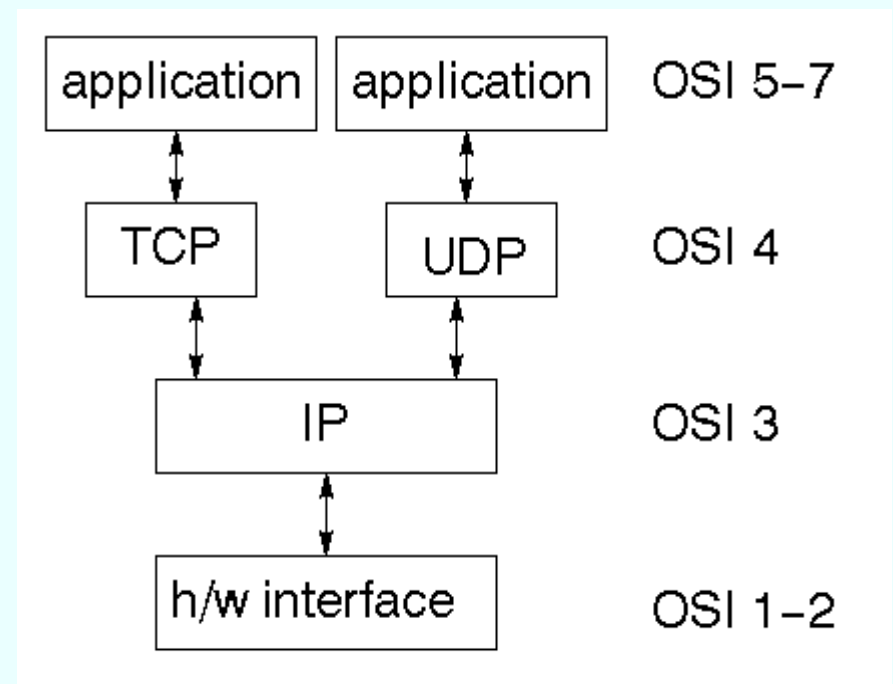 application application OSI 5–7
TCP UDP OSI 4
IP OSI 3
h/w interface OSI 1–2